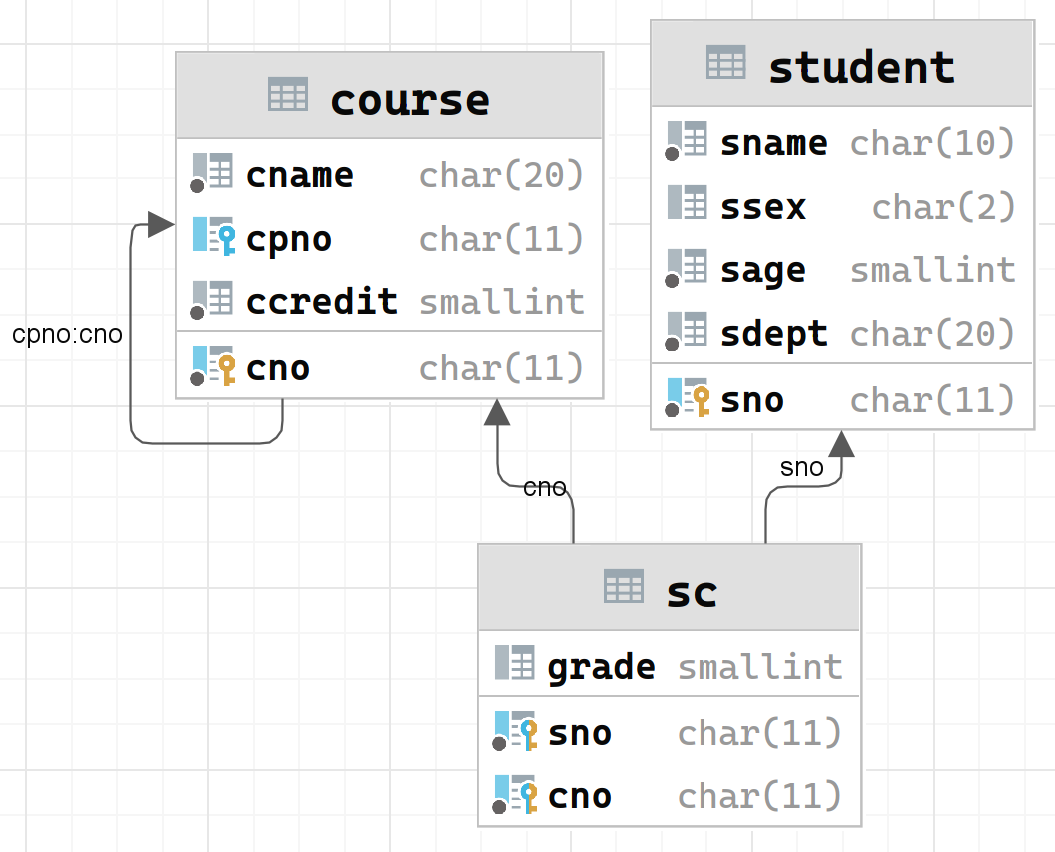 course
cname char(20)
cpno char(11)
ccredit smallint
cno char(11)
cpno:cno
student
sname char(10)
ssex char(2)
sage smallint
sdept char(20)
sno char(11)
cno
sno
sc
grade smallint
sno char(11)
cno char(11)